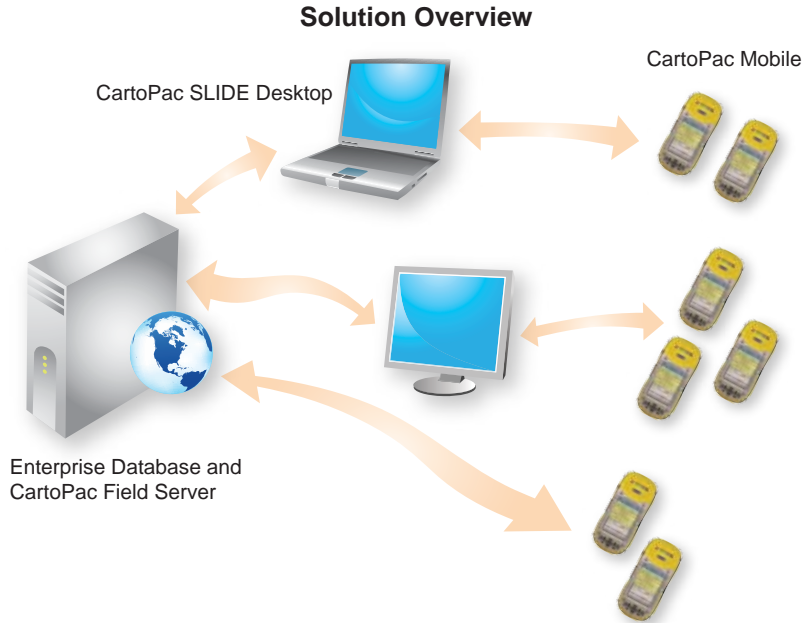 Solution Overview
CartoPac Mobile
CartoPac SLIDE Desktop
Enterprise Database and
CartoPac Field Server